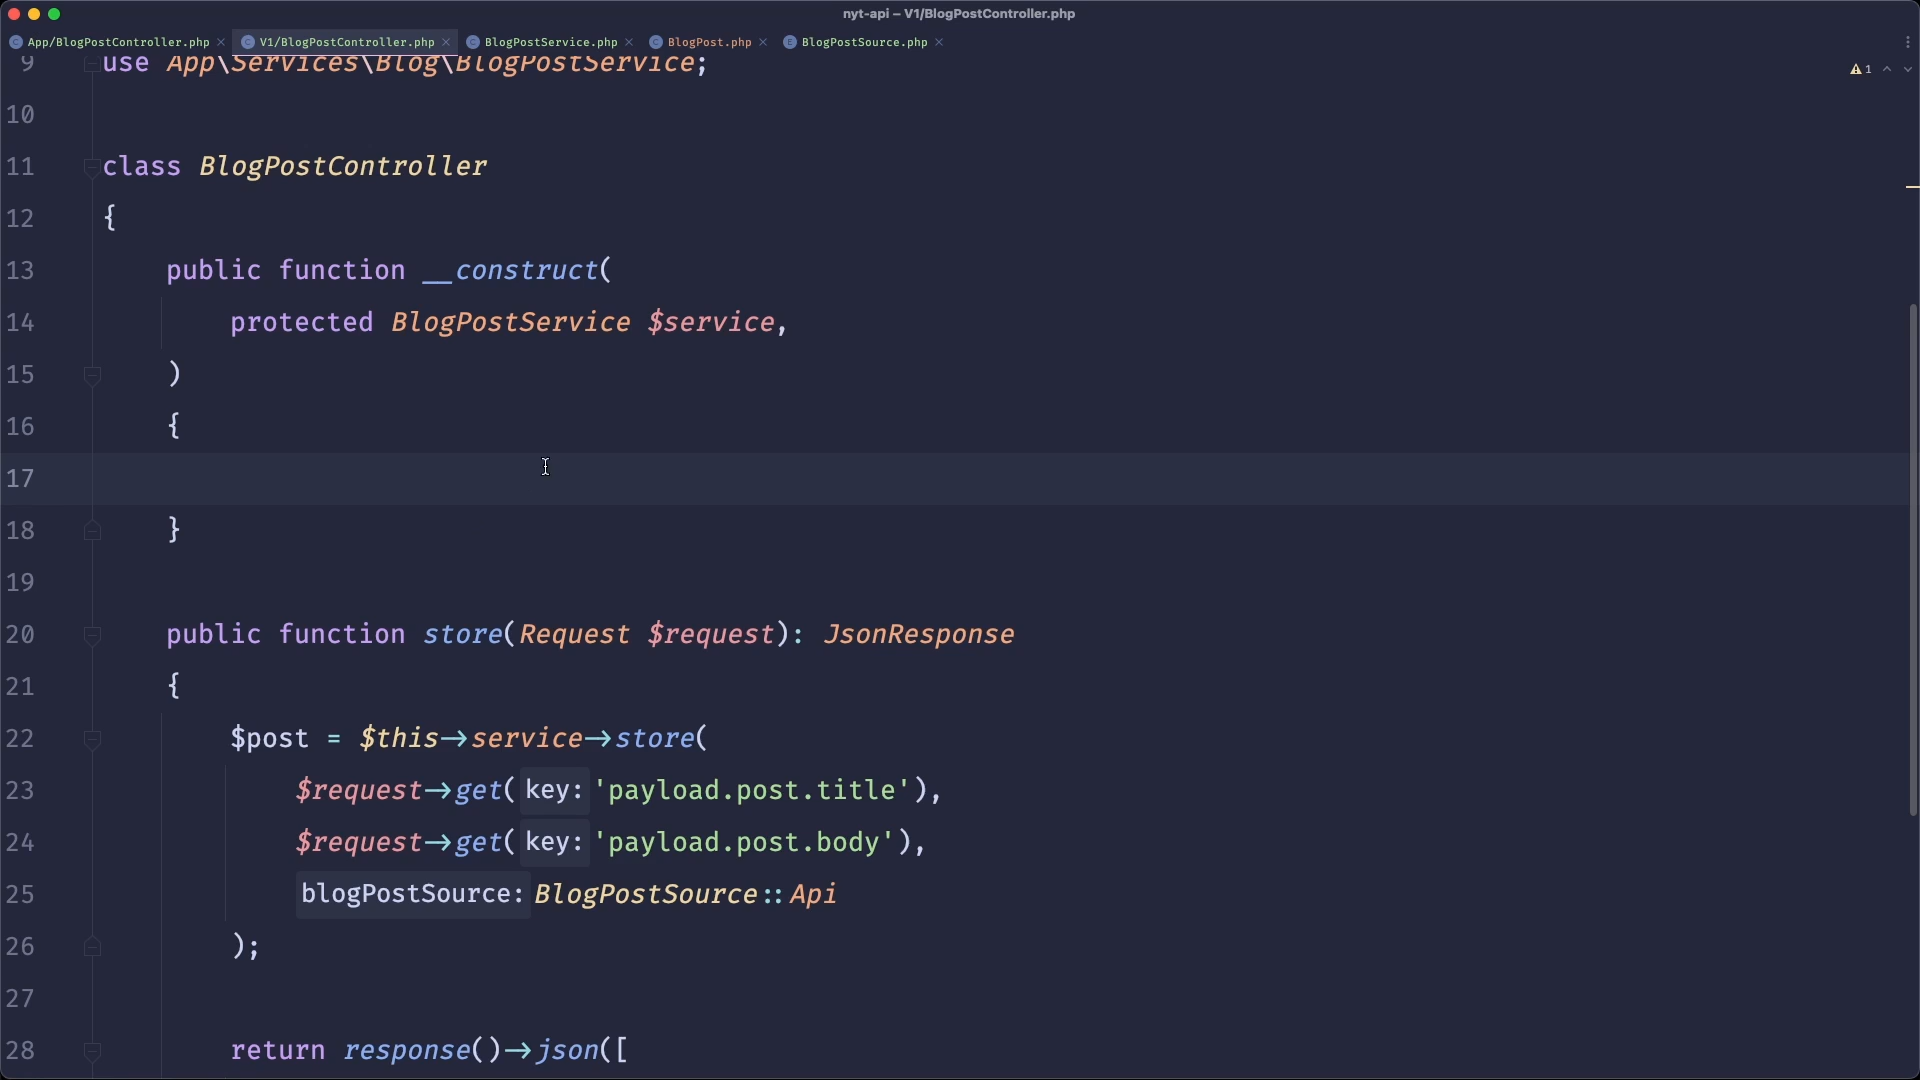 nyt-api – V1/BlogPostController.php
App/BlogPostController.php
V1/BlogPostController.php
BlogPostService.php
BlogPost.php
BlogPostSource.php
9 use App\Services\Blog\BlogPostService;
1
10
11 class BlogPostController
12 {
13 public function __construct(
14 protected BlogPostService $service,
15 )
16 {
17
18 }
19
20 public function store(Request $request): JsonResponse
21 {
22 $post = $this->service->store(
23 $request->get( key: 'payload.post.title'),
24 $request->get( key: 'payload.post.body'),
25 blogPostSource: BlogPostSource::Api
26 );
27
28 return response()->json([